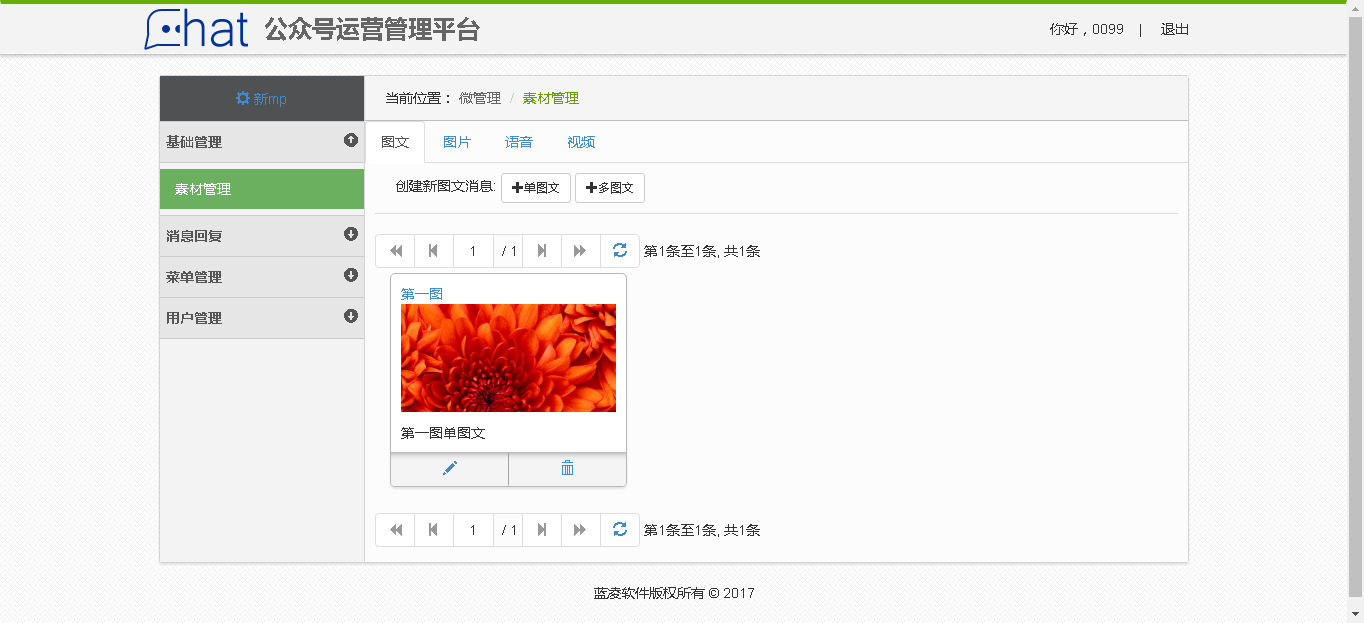 Chat 公众号运营管理平台
你好，0099 | 退出
新mp
当前位置： 微管理 / 素材管理
基础管理
素材管理
消息回复
菜单管理
用户管理
图文 图片 语音 视频
创建新图文消息: +单图文 +多图文
1 / 1 第1条至1条, 共1条
第一图
第一图单图文
1 / 1 第1条至1条, 共1条
蓝凌软件版权所有 © 2017